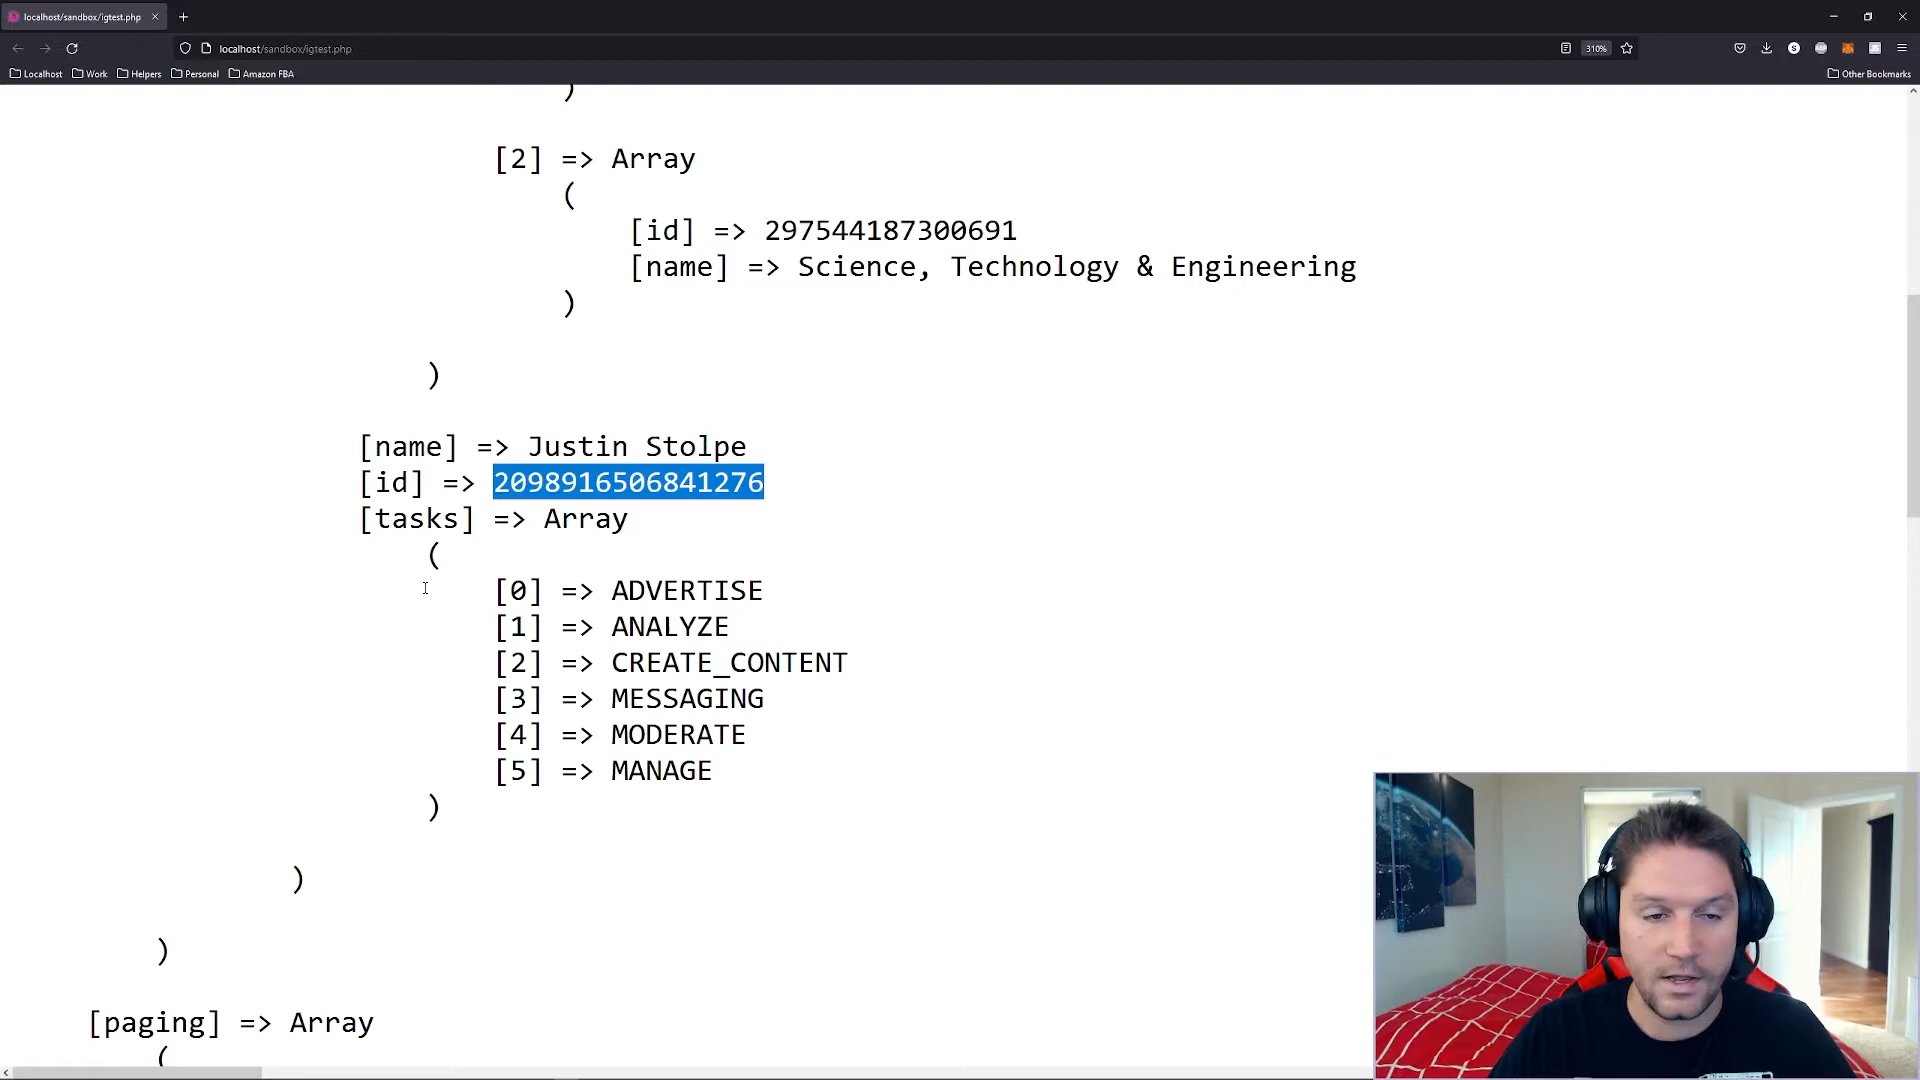 localhost/sandbox/igtest.php
localhost/sandbox/igtest.php
310%
Localhost Work Helpers Personal Amazon FBA Other Bookmarks
)
[2] => Array
(
[id] => 297544187300691
[name] => Science, Technology & Engineering
)
)
[name] => Justin Stolpe
[id] => 2098916506841276
[tasks] => Array
(
[0] => ADVERTISE
[1] => ANALYZE
[2] => CREATE_CONTENT
[3] => MESSAGING
[4] => MODERATE
[5] => MANAGE
)
)
)
[paging] => Array
(